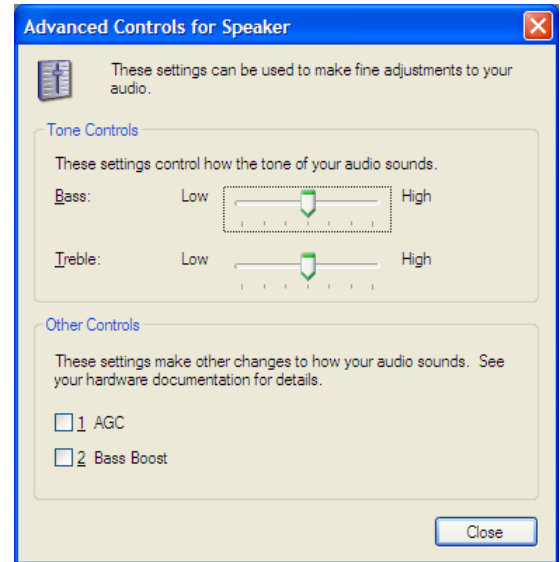 Advanced Controls for Speaker
These settings can be used to make fine adjustments to your
audio.
Tone Controls
These settings control how the tone of your audio sounds.
Bass: Low High
Treble: Low High
Other Controls
These settings make other changes to how your audio sounds. See
your hardware documentation for details.
1 AGC
2 Bass Boost
Close